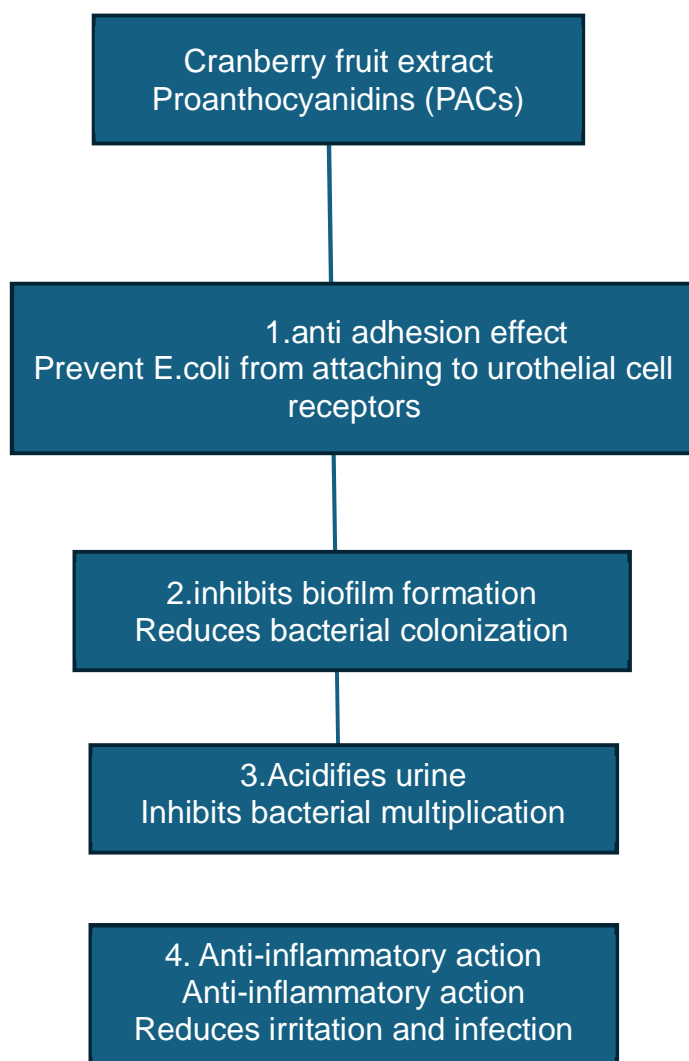 Cranberry fruit extract
Proanthocyanidins (PACs)
1.anti adhesion effect
Prevent E.coli from attaching to urothelial cell
receptors
2.inhibits biofilm formation
Reduces bacterial colonization
3.Acidifies urine
Inhibits bacterial multiplication
4. Anti-inflammatory action
Anti-inflammatory action
Reduces irritation and infection